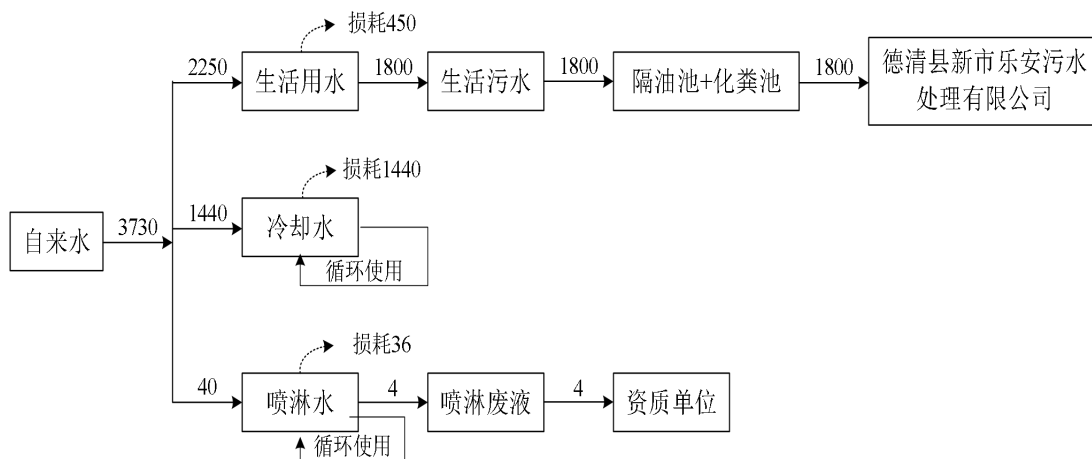 损耗450
2250
生活用水
1800
生活污水
1800
隔油池+化粪池
1800
德清县新市乐安污水
处理有限公司
损耗1440
自来水
3730
1440
冷却水
循环使用
损耗36
40
喷淋水
4
喷淋废液
4
资质单位
循环使用